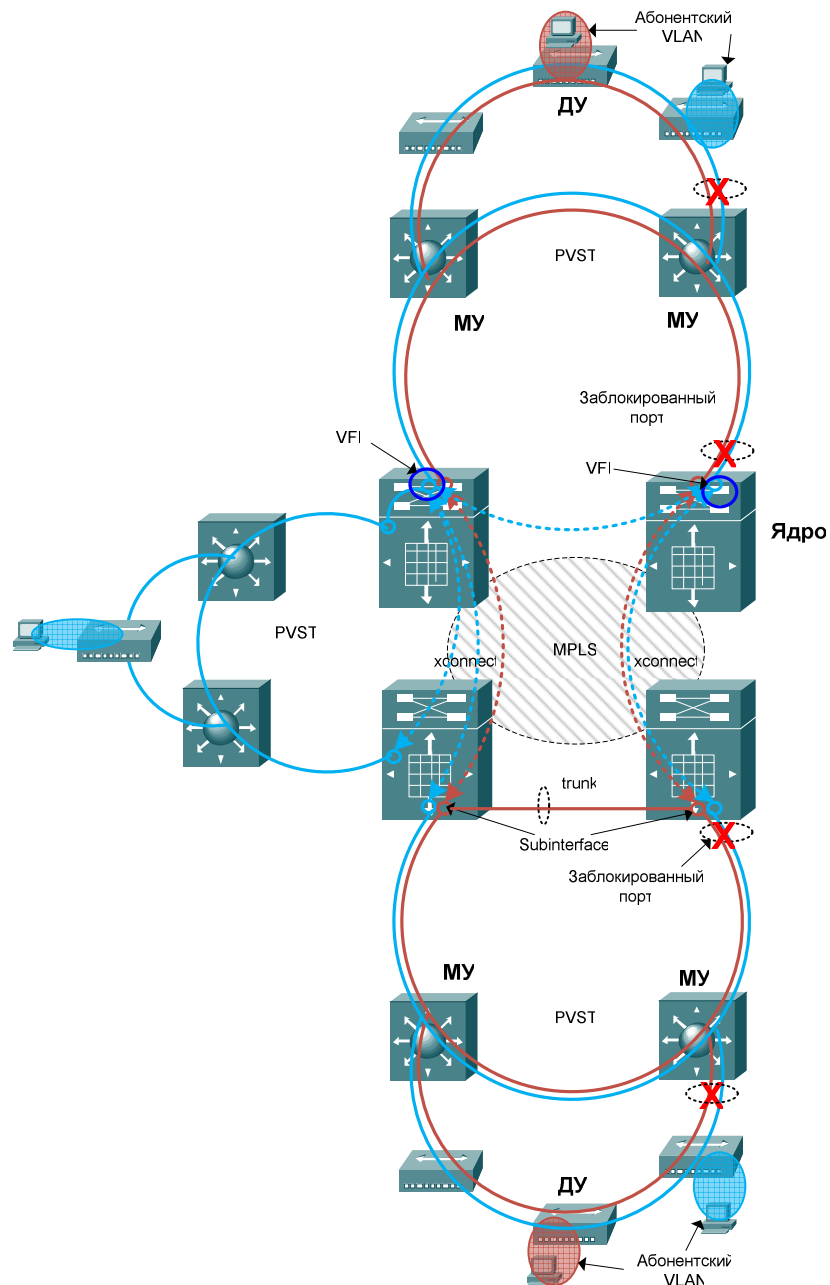 Абонентский
VLAN
ДУ
PVST
МУ
МУ
Заблокированный
порт
VFI
VFI
Ядро
PVST
MPLS
xconnect
xconnect
trunk
Subinterface
Заблокированный
порт
МУ
МУ
PVST
ДУ
Абонентский
VLAN